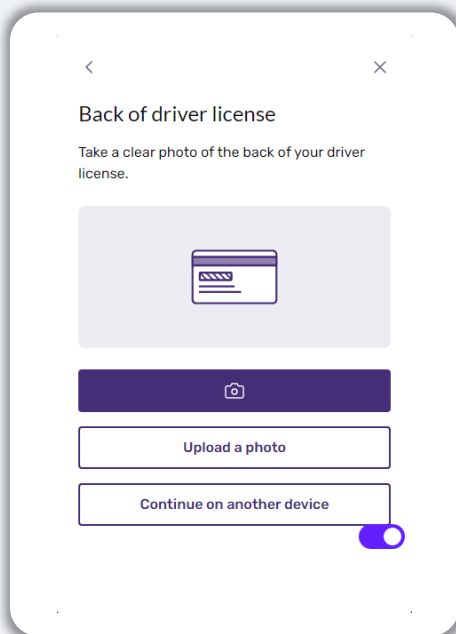 Back of driver license
Take a clear photo of the back of your driver
license.
Upload a photo
Continue on another device